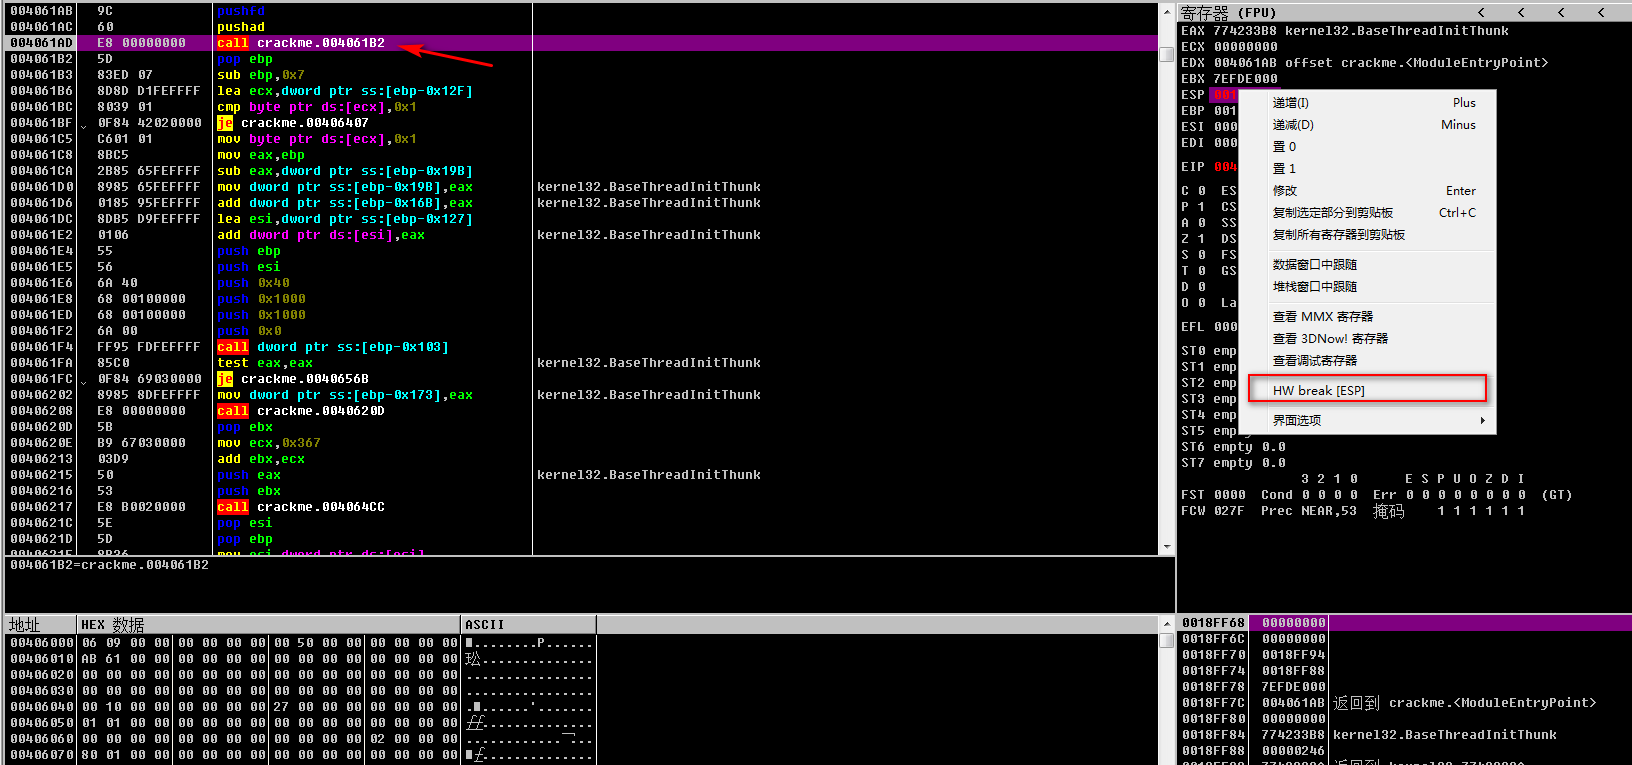 004061AB 9C pushfd
004061AC 60 pushad
004061AD E8 00000000 call crackme.004061B2
004061B2 5D pop ebp
004061B3 83ED 07 sub ebp,0x7
004061B6 8D8D D1FEFFFF lea ecx,dword ptr ss:[ebp-0x12F]
004061BC 8039 01 cmp byte ptr ds:[ecx],0x1
004061BF 0F84 42020000 je crackme.00406407
004061C5 C601 01 mov byte ptr ds:[ecx],0x1
004061C8 8BC5 mov eax,ebp
004061CA 2B85 65FEFFFF sub eax,dword ptr ss:[ebp-0x19B]
004061D0 8985 65FEFFFF mov dword ptr ss:[ebp-0x19B],eax kernel32.BaseThreadInitThunk
004061D6 0185 95FEFFFF add dword ptr ss:[ebp-0x16B],eax kernel32.BaseThreadInitThunk
004061DC 8DB5 D9FEFFFF lea esi,dword ptr ss:[ebp-0x127]
004061E2 0106 add dword ptr ds:[esi],eax kernel32.BaseThreadInitThunk
004061E4 55 push ebp
004061E5 56 push esi
004061E6 6A 40 push 0x40
004061E8 68 00100000 push 0x1000
004061ED 68 00100000 push 0x1000
004061F2 6A 00 push 0x0
004061F4 FF95 FDFEFFFF call dword ptr ss:[ebp-0x103]
004061FA 85C0 test eax,eax kernel32.BaseThreadInitThunk
004061FC 0F84 69030000 je crackme.0040656B
00406202 8985 8DFEFFFF mov dword ptr ss:[ebp-0x173],eax kernel32.BaseThreadInitThunk
00406208 E8 00000000 call crackme.0040620D
0040620D 5B pop ebx
0040620E B9 67030000 mov ecx,0x367
00406213 03D9 add ebx,ecx
00406215 50 push eax kernel32.BaseThreadInitThunk
00406216 53 push ebx
00406217 E8 B0020000 call crackme.004064CC
0040621C 5E pop esi
0040621D 5D pop ebp
0040621E 8B36 mov esi,dword ptr ds:[esi]
004061B2=crackme.004061B2
寄存器 (FPU) < < < <
EAX 774233B8 kernel32.BaseThreadInitThunk
ECX 00000000
EDX 004061AB offset crackme.<ModuleEntryPoint>
EBX 7EFDE000
ESP 001
EBP 001
ESI 000
EDI 000
EIP 004
C 0 ES
P 1 CS
A 0 SS
Z 1 DS
S 0 FS
T 0 GS
D 0
O 0 La
EFL 000
ST0 emp
ST1 emp
ST2 emp
ST3 emp
ST4 emp
ST5 emp
ST6 empty 0.0
ST7 empty 0.0
3 2 1 0 E S P U O Z D I
FST 0000 Cond 0 0 0 0 Err 0 0 0 0 0 0 0 0 (GT)
FCW 027F Prec NEAR,53 掩码 1 1 1 1 1 1
递增(I) Plus
递减(D) Minus
置 0
置 1
修改 Enter
复制选定部分到剪贴板 Ctrl+C
复制所有寄存器到剪贴板
数据窗口中跟随
堆栈窗口中跟随
查看 MMX 寄存器
查看 3DNow! 寄存器
查看调试寄存器
HW break [ESP]
界面选项
地址 HEX 数据 ASCII
00406000 06 09 00 00 00 00 00 00 00 50 00 00 00 00 00 00 ........P......
00406010 AB 61 00 00 00 00 00 00 00 00 00 00 00 00 00 00 玜..............
00406020 00 00 00 00 00 00 00 00 00 00 00 00 00 00 00 00 ................
00406030 00 00 00 00 00 00 00 00 00 00 00 00 00 00 00 00 ................
00406040 00 10 00 00 00 00 00 00 27 00 00 00 00 00 00 00 ........'.......
00406050 01 01 00 00 00 00 00 00 00 00 00 00 00 00 00 00
00406060 00 00 00 00 00 00 00 00 00 00 00 00 02 00 00 00
00406070 80 01 00 00 00 00 00 00 00 00 00 00 00 00 00 00
0018FF68 00000000
0018FF6C 00000000
0018FF70 0018FF94
0018FF74 0018FF88
0018FF78 7EFDE000
0018FF7C 004061AB 返回到 crackme.<ModuleEntryPoint>
0018FF80 00000000
0018FF84 774233B8 kernel32.BaseThreadInitThunk
0018FF88 00000246